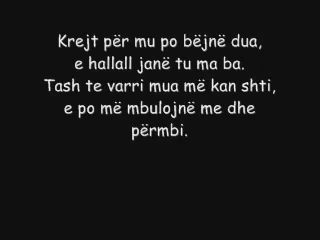 Krejt për mu po bëjnë dua,
e hallall janë tu ma ba.
Tash te varri mua më kan shti,
e po më mbulojnë me dhe
përmbi.